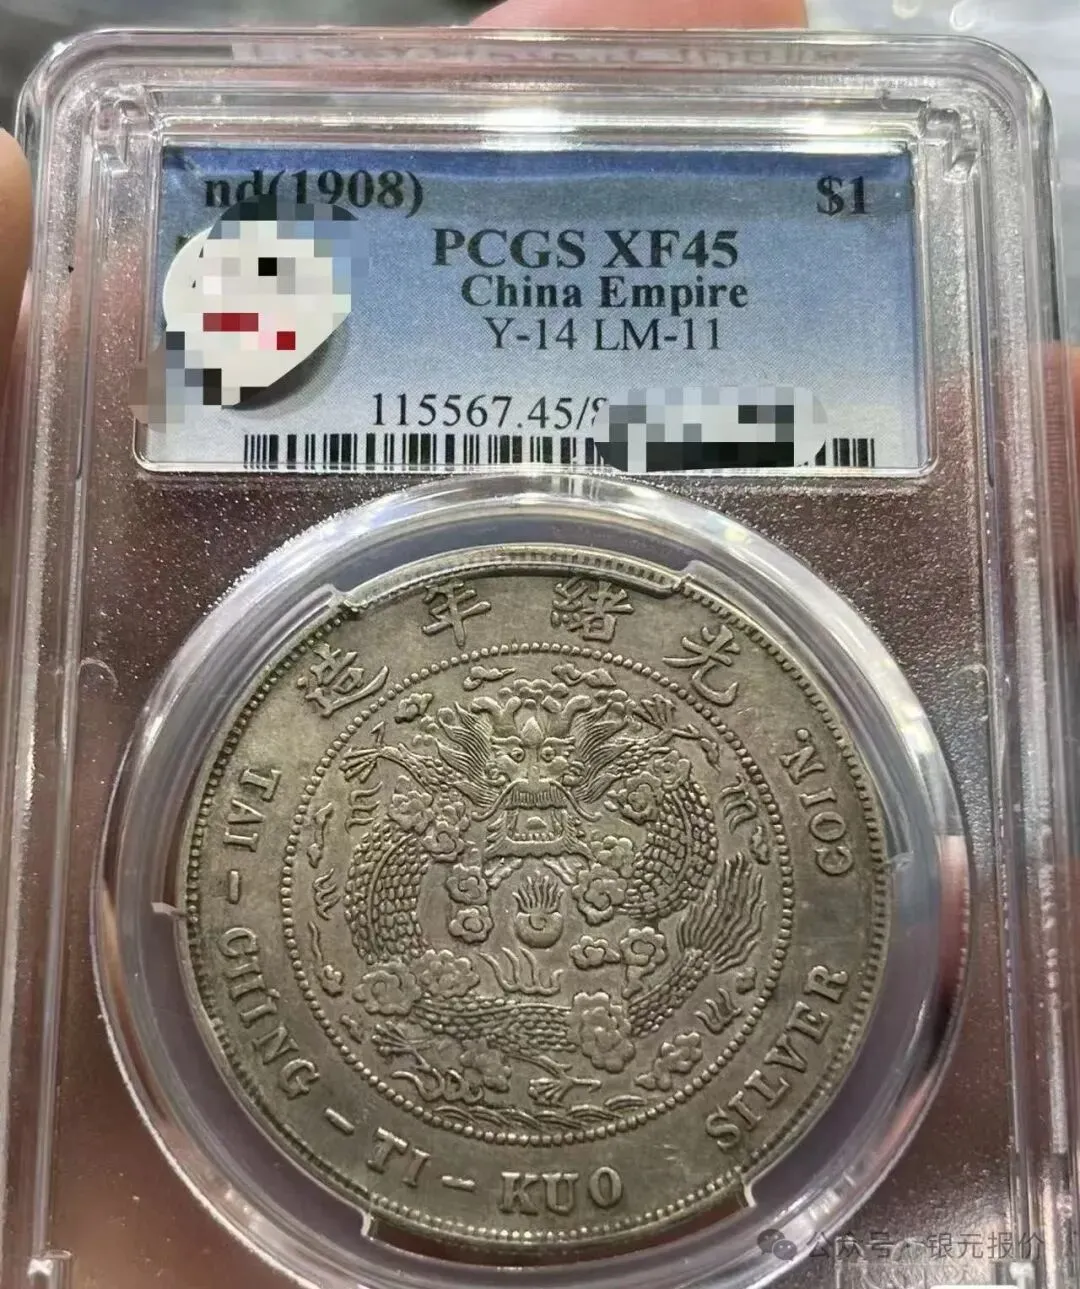 nd(1908) $1
PCGS XF45
China Empire
Y-14 LM-11
115567.45/8
造年緒光
TAI - CHING - TI - KUO SILVER COIN.
公众号 · 银元报价